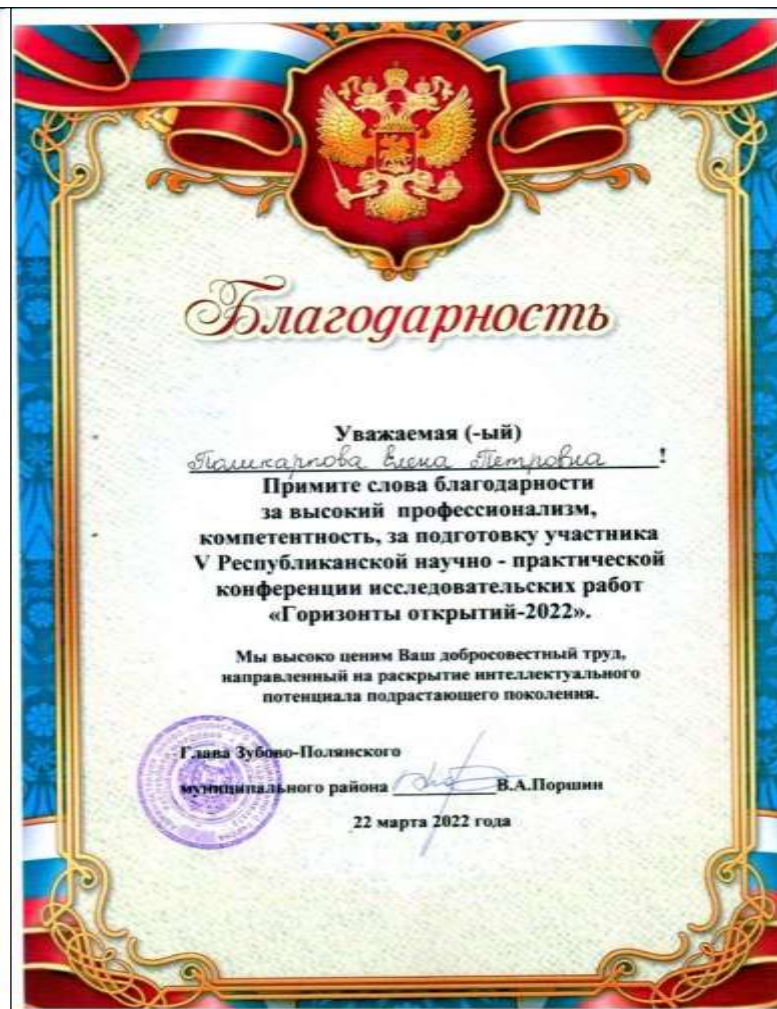 Благодарность
Уважаемая (-ый)
Поликарпова Елена Петровна !
Примите слова благодарности
за высокий профессионализм,
компетентность, за подготовку участника
V Республиканской научно - практической
конференции исследовательских работ
«Горизонты открытий-2022».
Мы высоко ценим Ваш добросовестный труд,
направленный на раскрытие интеллектуального
потенциала подрастающего поколения.
Глава Зубово-Полянского
муниципального района В.А.Поршин
22 марта 2022 года